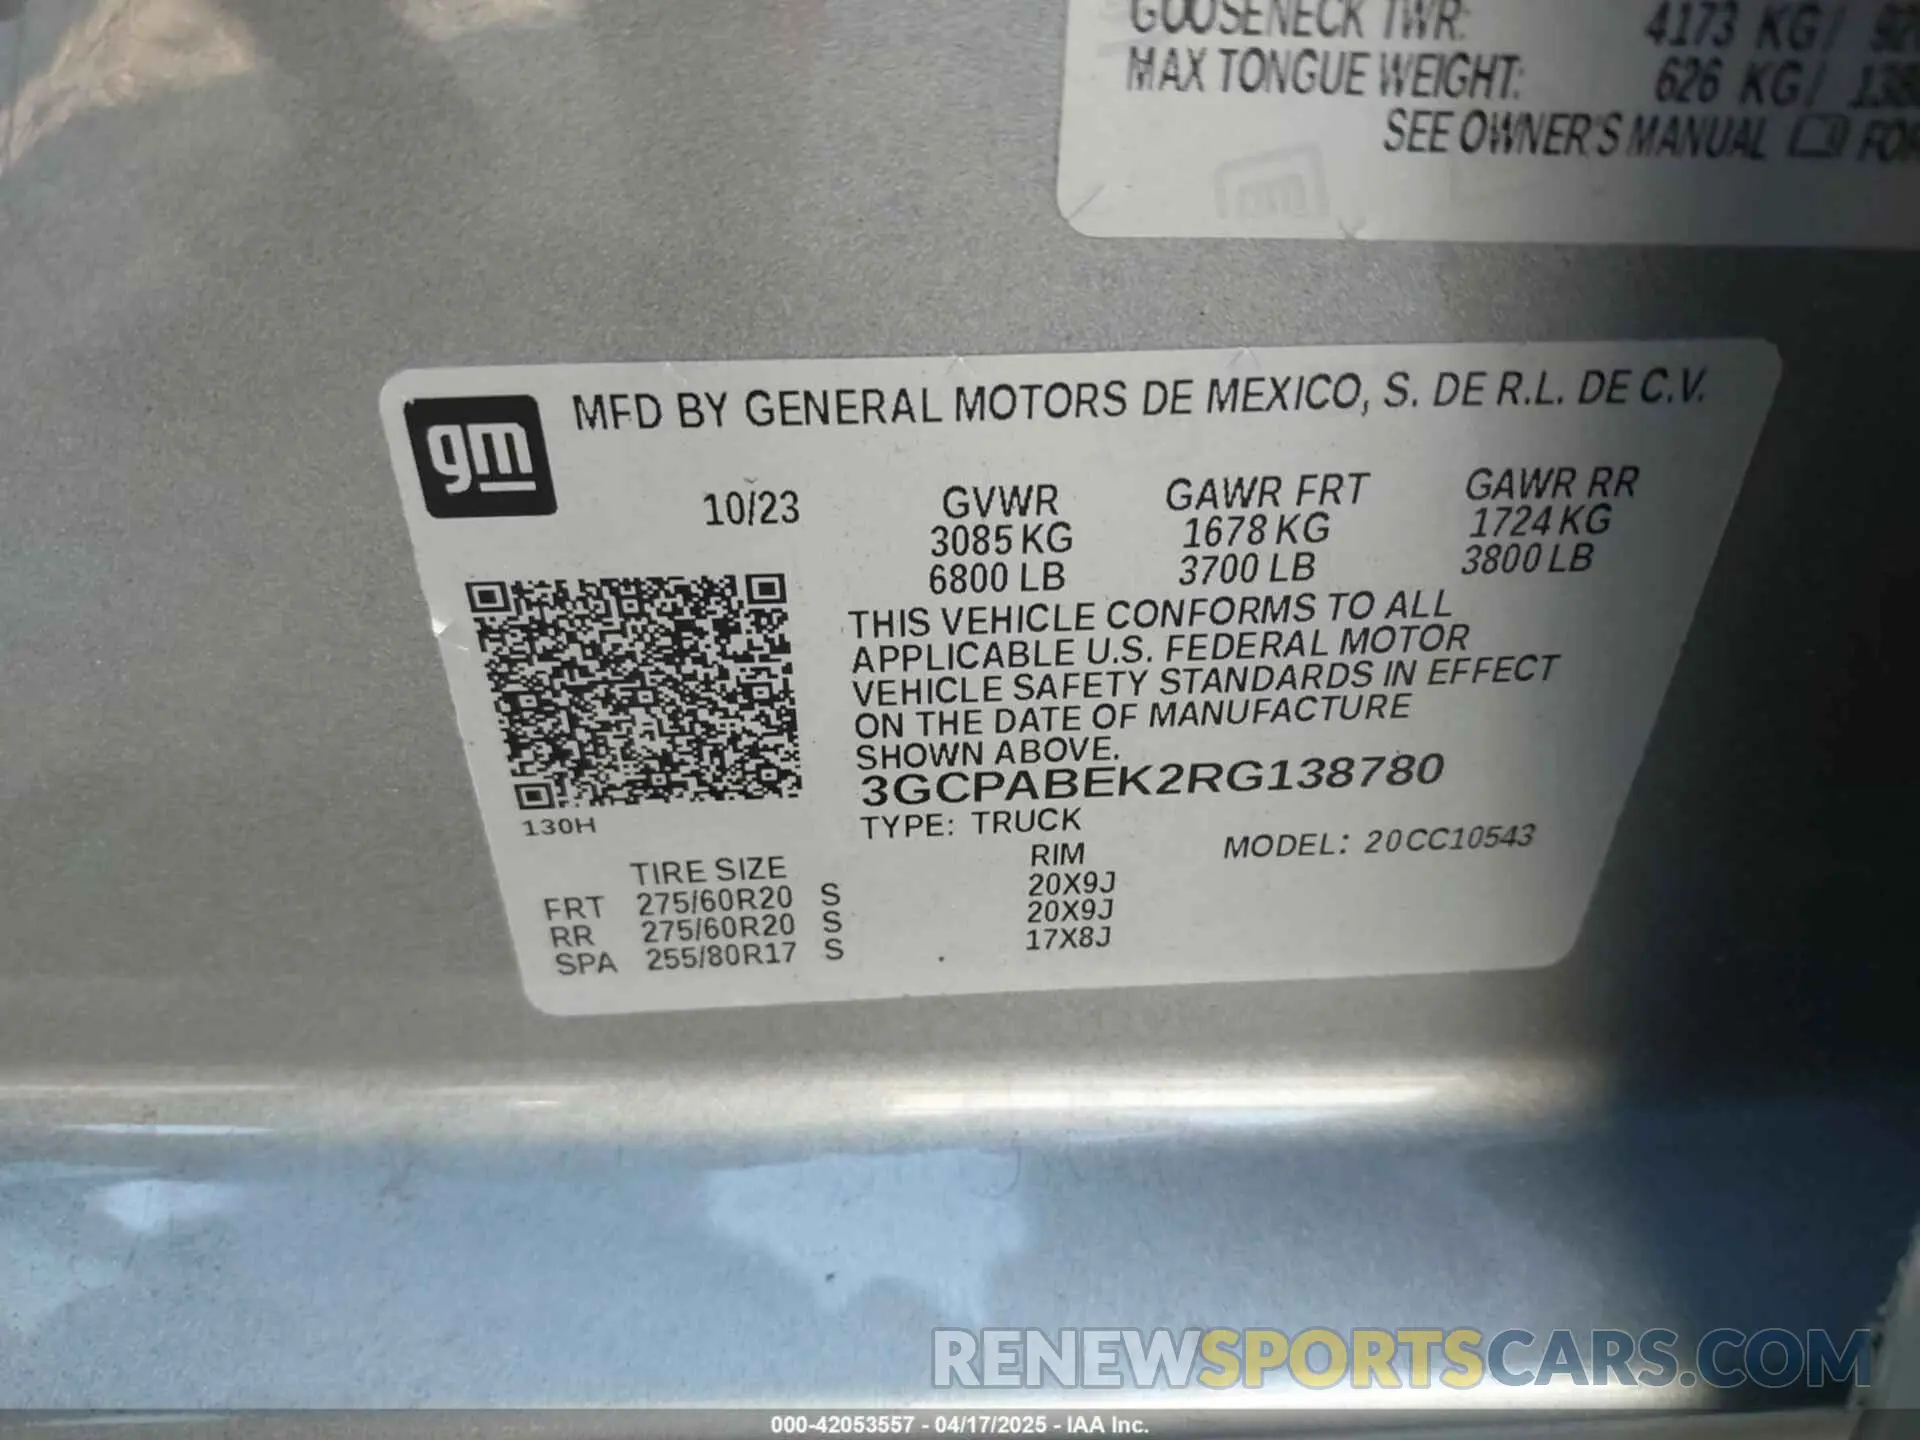 GOOSENECK TWR: 4173 KG/
MAX TONGUE WEIGHT: 626 KG/ 138
SEE OWNER'S MANUAL FOR
gm
gm
MFD BY GENERAL MOTORS DE MEXICO, S. DE R.L. DE C.V.
10/23 GVWR GAWR FRT GAWR RR
3085 KG 1678 KG 1724 KG
6800 LB 3700 LB 3800 LB
THIS VEHICLE CONFORMS TO ALL
APPLICABLE U.S. FEDERAL MOTOR
VEHICLE SAFETY STANDARDS IN EFFECT
ON THE DATE OF MANUFACTURE
SHOWN ABOVE.
3GCPABEK2RG138780
130H
TYPE: TRUCK MODEL: 20CC10543
TIRE SIZE RIM
FRT 275/60R20 S 20X9J
RR 275/60R20 S 20X9J
SPA 255/80R17 S 17X8J
RENEWSPORTSCARS.COM
000-42053557 - 04/17/2025 - IAA Inc.